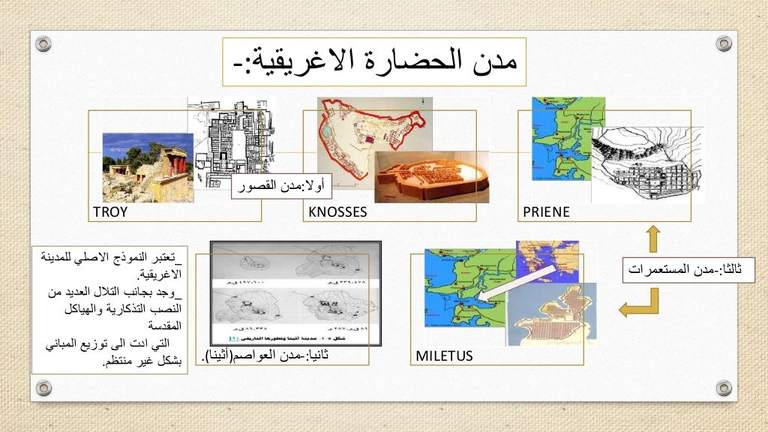 مدن الحضارة الاغريقية:-
أولا:مدن القصور
TROY
KNOSSES
PRIENE
ثالثا:-مدن المستعمرات
_تعتبر النموذج الاصلي للمدينة
الاغريقية.
_وجد بجانب التلال العديد من
النصب التذكارية والهياكل
المقدسة
التي ادت الى توزيع المباني
بشكل غير منتظم.
ثانيا:-مدن العواصم(أثينا).
MILETUS